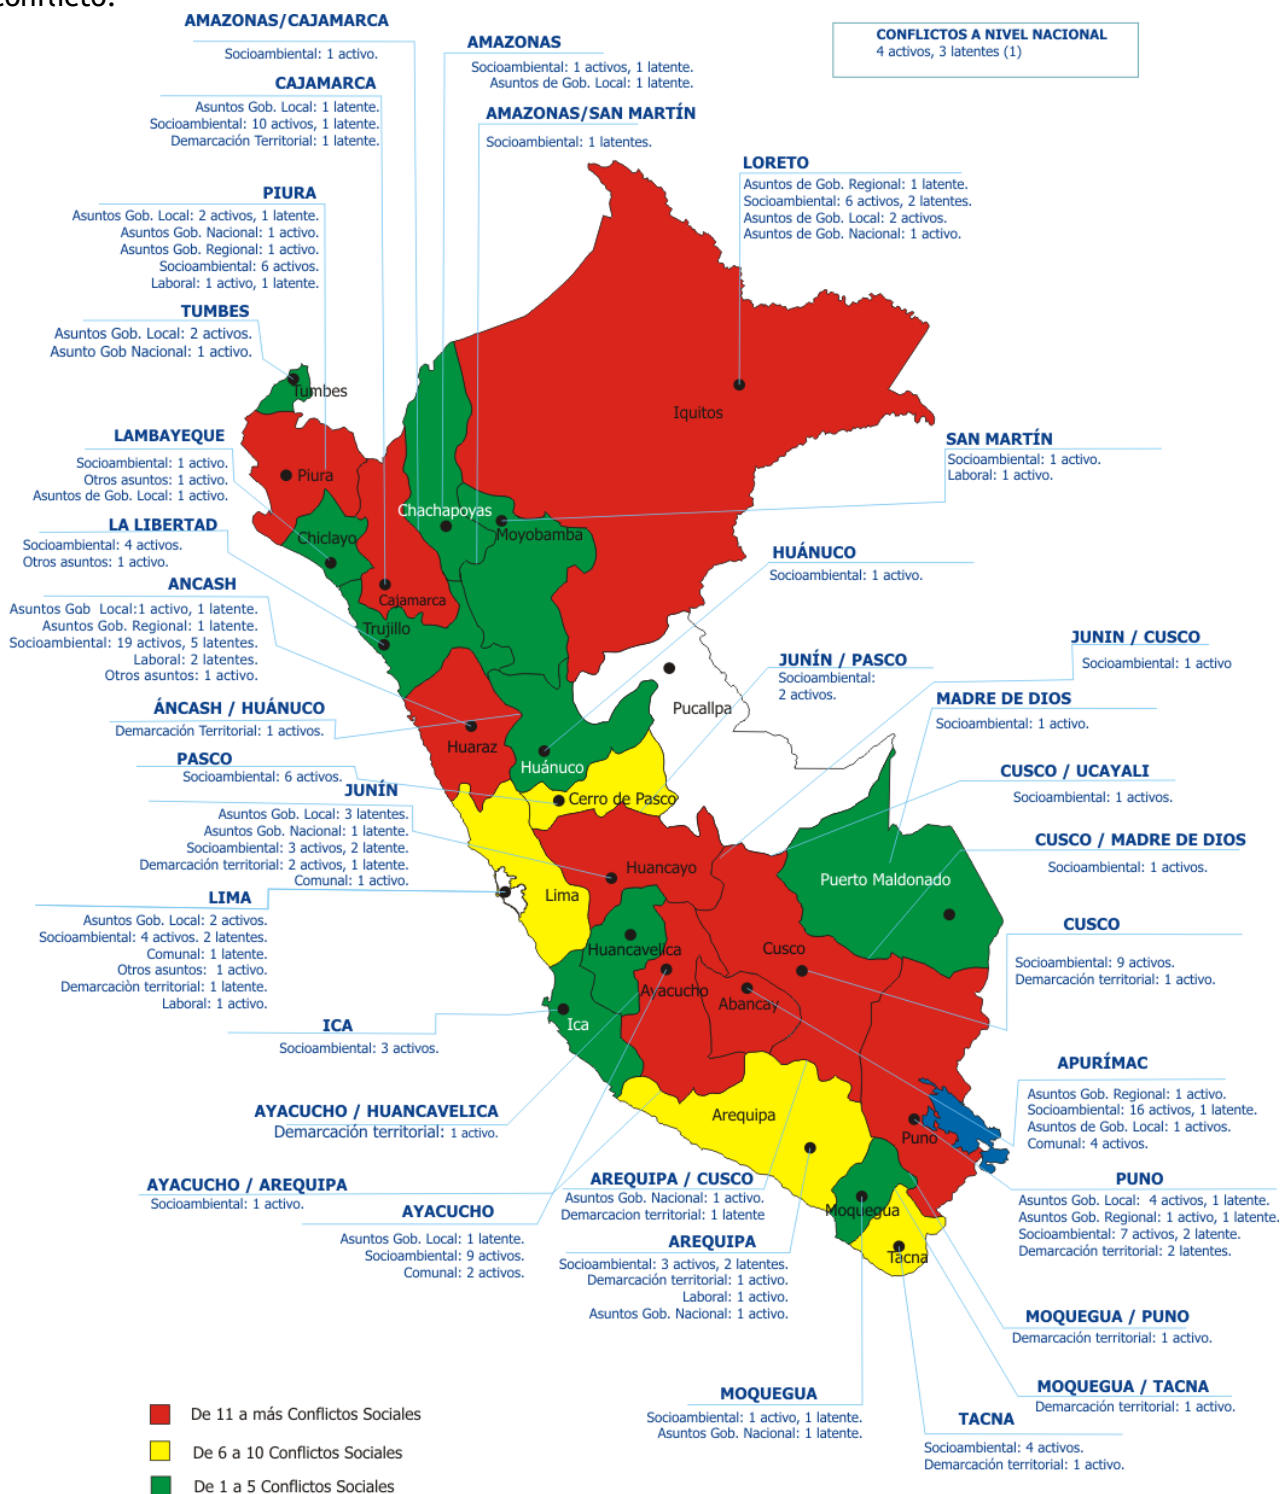 conflicto.
AMAZONAS/CAJAMARCA
Socioambiental: 1 activo.
CAJAMARCA
Asuntos Gob. Local: 1 latente.
Socioambiental: 10 activos, 1 latente.
Demarcación Territorial: 1 latente.
AMAZONAS
Socioambiental: 1 activos, 1 latente.
Asuntos de Gob. Local: 1 latente.
AMAZONAS/SAN MARTÍN
Socioambiental: 1 latentes.
CONFLICTOS A NIVEL NACIONAL
4 activos, 3 latentes (1)
LORETO
Asuntos de Gob. Regional: 1 latente.
Socioambiental: 6 activos, 2 latentes.
Asuntos de Gob. Local: 2 activos.
Asuntos de Gob. Nacional: 1 activo.
PIURA
Asuntos Gob. Local: 2 activos, 1 latente.
Asuntos Gob. Nacional: 1 activo.
Asuntos Gob. Regional: 1 activo.
Socioambiental: 6 activos.
Laboral: 1 activo, 1 latente.
TUMBES
Asuntos Gob. Local: 2 activos.
Asunto Gob Nacional: 1 activo.
Tumbes
Iquitos
LAMBAYEQUE
Socioambiental: 1 activo.
Otros asuntos: 1 activo.
Asuntos de Gob. Local: 1 activo.
Piura
SAN MARTÍN
Socioambiental: 1 activo.
Laboral: 1 activo.
Chachapoyas
Moyobamba
Chiclayo
LA LIBERTAD
Socioambiental: 4 activos.
Otros asuntos: 1 activo.
HUÁNUCO
Socioambiental: 1 activo.
ANCASH
Asuntos Gob Local:1 activo, 1 latente.
Asuntos Gob. Regional: 1 latente.
Socioambiental: 19 activos, 5 latentes.
Laboral: 2 latentes.
Otros asuntos: 1 activo.
Cajamarca
Trujillo
JUNIN / CUSCO
Socioambiental: 1 activo
JUNÍN / PASCO
Socioambiental:
2 activos.
MADRE DE DIOS
Socioambiental: 1 activo.
Pucallpa
ÁNCASH / HUÁNUCO
Demarcación Territorial: 1 activos.
Huaraz
Huánuco
PASCO
Socioambiental: 6 activos.
CUSCO / UCAYALI
Socioambiental: 1 activos.
Cerro de Pasco
JUNÍN
Asuntos Gob. Local: 3 latentes.
Asuntos Gob. Nacional: 1 latente.
Socioambiental: 3 activos, 2 latente.
Demarcación territorial: 2 activos, 1 latente.
Comunal: 1 activo.
CUSCO / MADRE DE DIOS
Socioambiental: 1 activos.
Huancayo
Puerto Maldonado
Lima
LIMA
Asuntos Gob. Local: 2 activos.
Socioambiental: 4 activos. 2 latentes.
Comunal: 1 latente.
Otros asuntos: 1 activo.
Demarcaciòn territorial: 1 latente.
Laboral: 1 activo.
CUSCO
Socioambiental: 9 activos.
Demarcación territorial: 1 activo.
Huancavelica
Cusco
Ayacucho
Abancay
ICA
Socioambiental: 3 activos.
Ica
APURÍMAC
Asuntos Gob. Regional: 1 activo.
Socioambiental: 16 activos, 1 latente.
Asuntos de Gob. Local: 1 activos.
Comunal: 4 activos.
AYACUCHO / HUANCAVELICA
Demarcación territorial: 1 activo.
Arequipa
Puno
AYACUCHO / AREQUIPA
Socioambiental: 1 activo.
AREQUIPA / CUSCO
Asuntos Gob. Nacional: 1 activo.
Demarcacion territorial: 1 latente
PUNO
Asuntos Gob. Local: 4 activos, 1 latente.
Asuntos Gob. Regional: 1 activo, 1 latente.
Socioambiental: 7 activos, 2 latente.
Demarcación territorial: 2 latentes.
AYACUCHO
Asuntos Gob. Local: 1 latente.
Socioambiental: 9 activos.
Comunal: 2 activos.
Moquegua
Tacna
AREQUIPA
Socioambiental: 3 activos, 2 latentes.
Demarcación territorial: 1 activo.
Laboral: 1 activo.
Asuntos Gob. Nacional: 1 activo.
MOQUEGUA / PUNO
Demarcación territorial: 1 activo.
MOQUEGUA / TACNA
Demarcación territorial: 1 activo.
MOQUEGUA
Socioambiental: 1 activo, 1 latente.
Asuntos Gob. Nacional: 1 latente.
TACNA
Socioambiental: 4 activos.
Demarcación territorial: 1 activo.
De 11 a más Conflictos Sociales
De 6 a 10 Conflictos Sociales
De 1 a 5 Conflictos Sociales